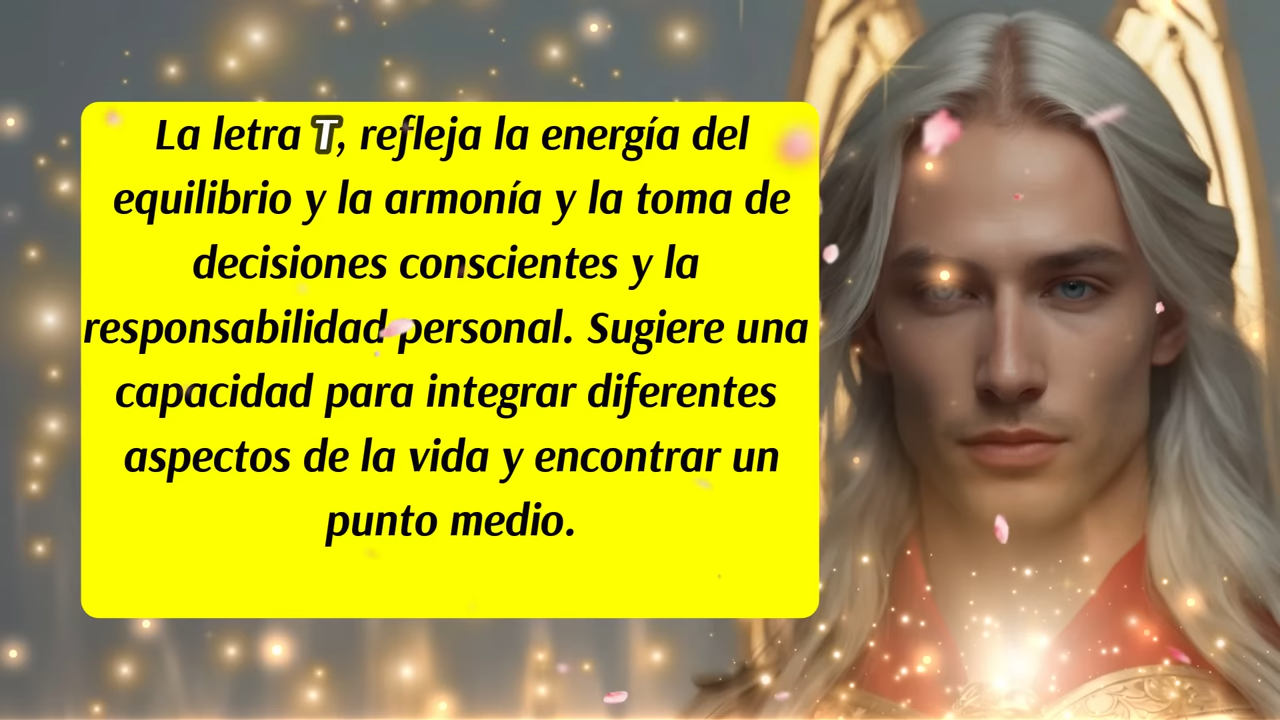 La letra T, refleja la energía del
equilibrio y la armonía y la toma de
decisiones conscientes y la
responsabilidad personal. Sugiere una
capacidad para integrar diferentes
aspectos de la vida y encontrar un
punto medio.